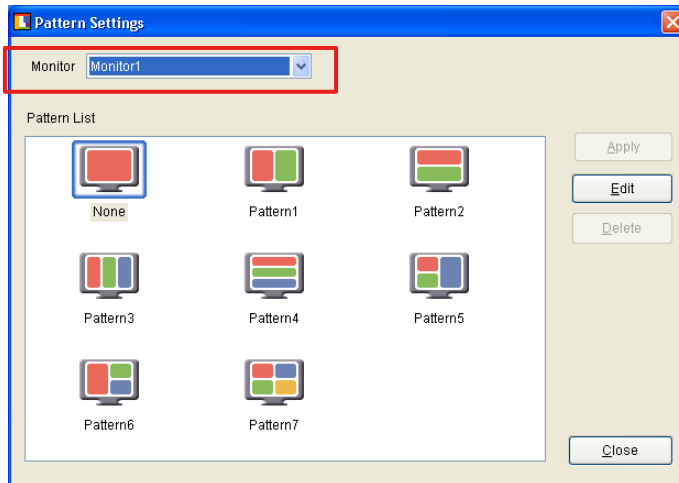 Pattern Settings
Monitor Monitor1
Pattern List
Apply
None Pattern1 Pattern2
Edit
Delete
Pattern3 Pattern4 Pattern5
Pattern6 Pattern7
Close